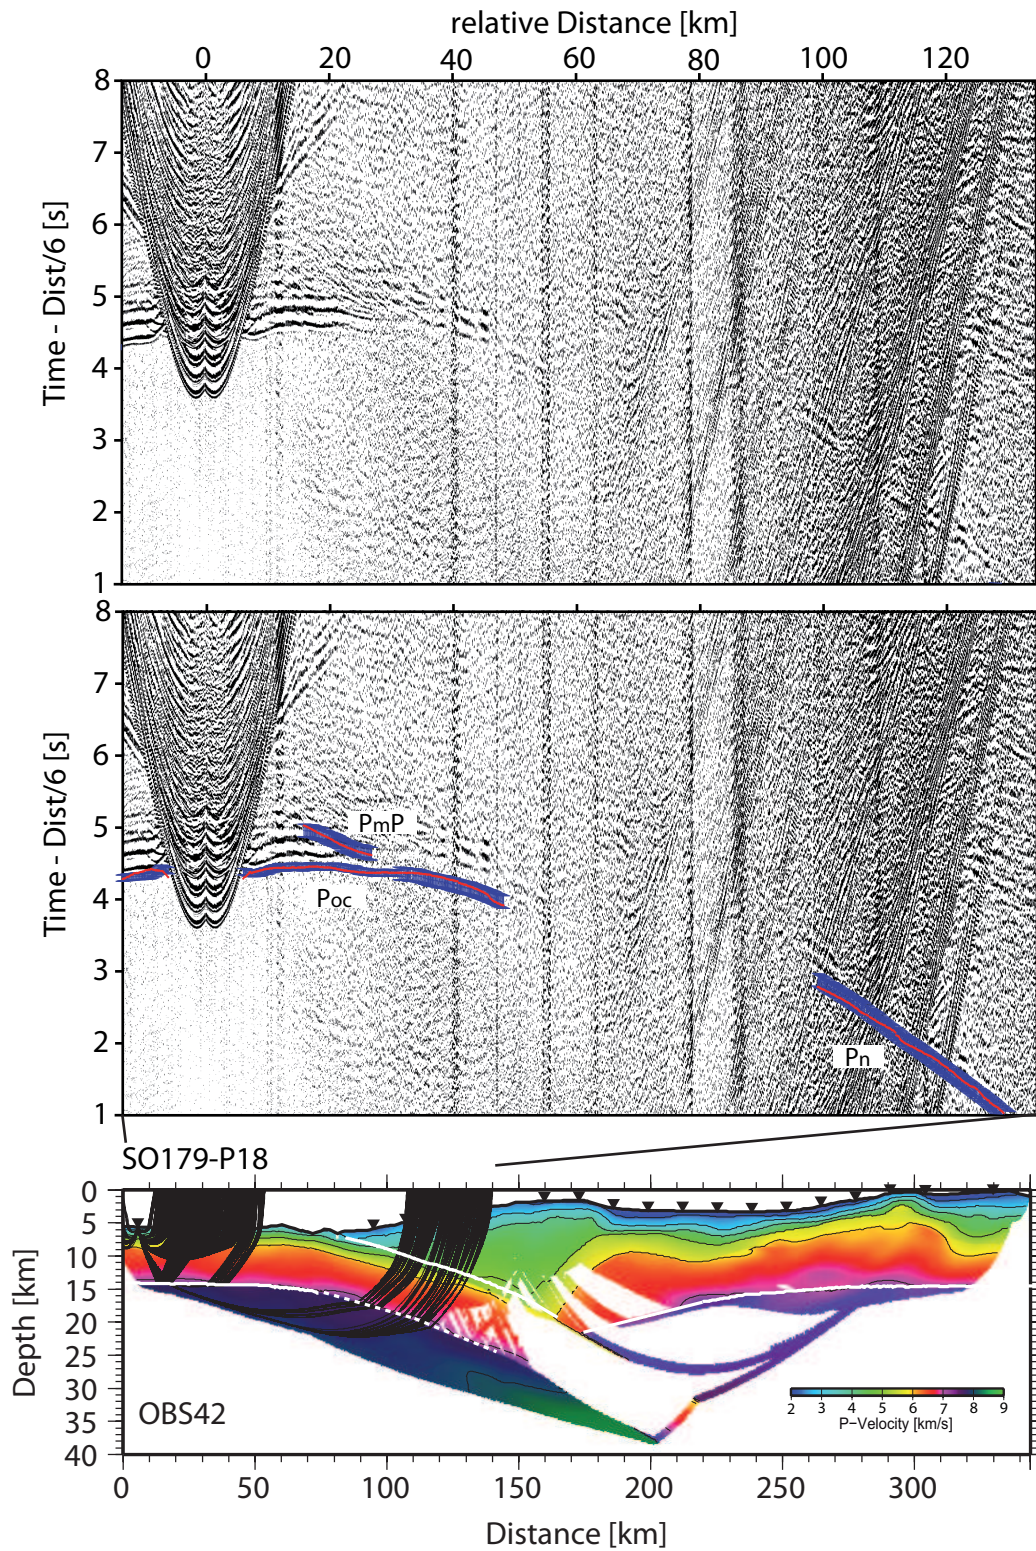 relative Distance [km]
0 20 40 60 80 100 120
8
7
6
5
4
3
2
1
Time - Dist/6 [s]
8
7
6
5
4
3
2
1
Time - Dist/6 [s]
PmP
Poc
Pn
SO179-P18
0
5
10
15
20
25
30
35
40
Depth [km]
OBS42
2 3 4 5 6 7 8 9
P-Velocity [km/s]
0 50 100 150 200 250 300
Distance [km]